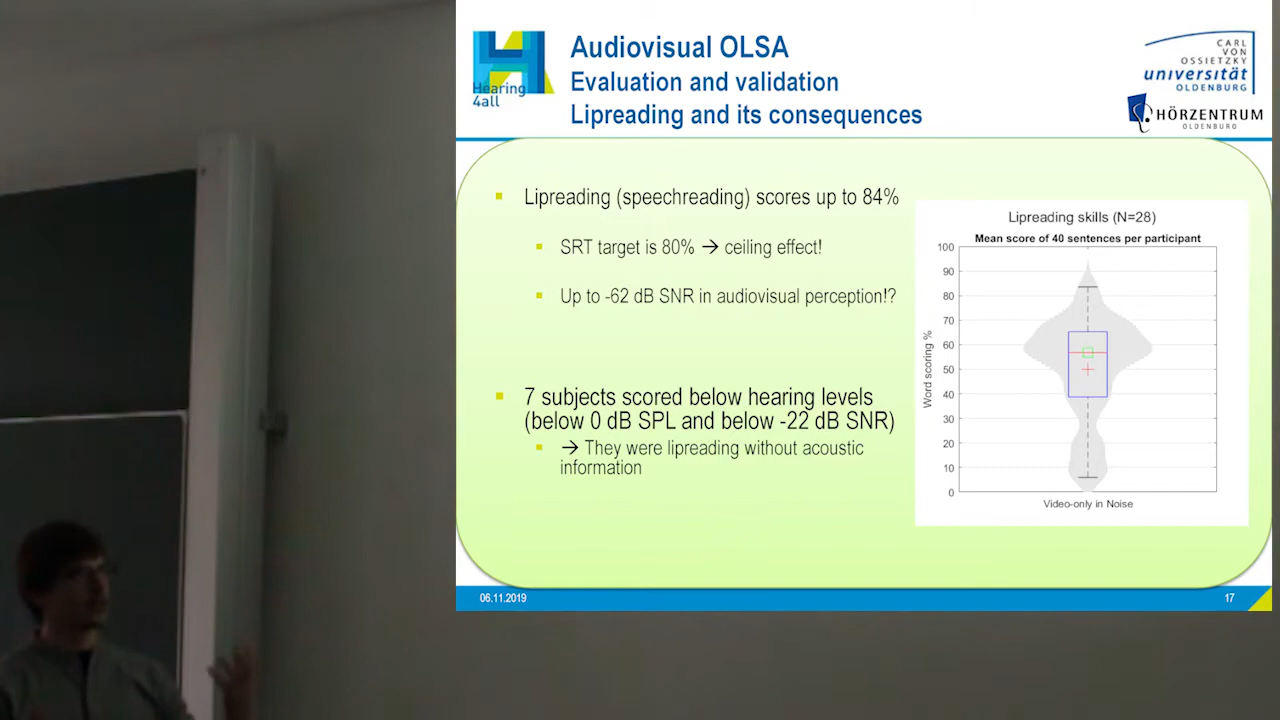 Audiovisual OLSA
Evaluation and validation
Lipreading and its consequences
Hearing
4all
CARL
VON
OSSIETZKY
universität
OLDENBURG
HÖRZENTRUM
OLDENBURG
Lipreading (speechreading) scores up to 84%
SRT target is 80% → ceiling effect!
Up to -62 dB SNR in audiovisual perception!?
7 subjects scored below hearing levels
(below 0 dB SPL and below -22 dB SNR)
→ They were lipreading without acoustic
information
Lipreading skills (N=28)
Mean score of 40 sentences per participant
100
90
80
70
60
50
40
30
20
10
0
Word scoring %
Video-only in Noise
06.11.2019
17